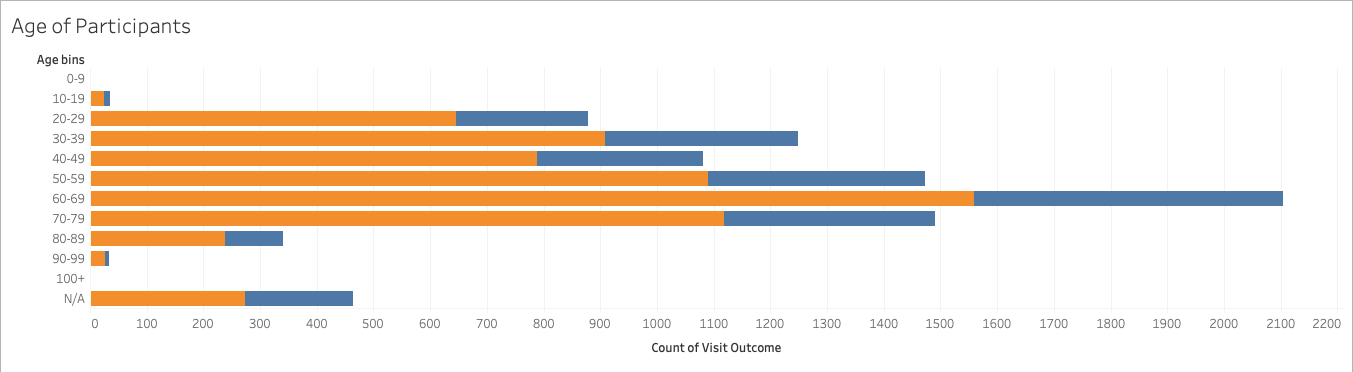 Age of Participants
Age bins
0-9
10-19
20-29
30-39
40-49
50-59
60-69
70-79
80-89
90-99
100+
N/A
0 100 200 300 400 500 600 700 800 900 1000 1100 1200 1300 1400 1500 1600 1700 1800 1900 2000 2100 2200
Count of Visit Outcome